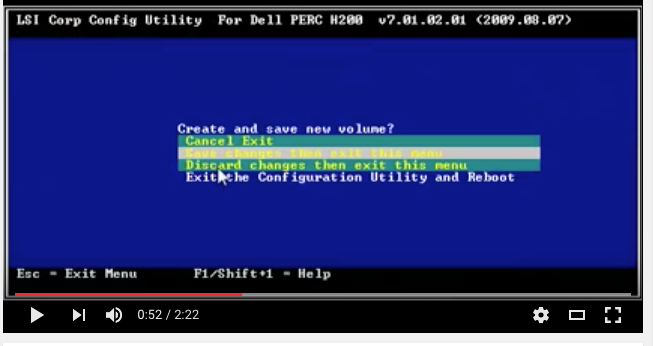 LSI Corp Config Utility For Dell PERC H200 v7.01.02.01 (2009.08.07)
Create and save new volume?
Cancel Exit
Save changes then exit this menu
Discard changes then exit this menu
Exit the Configuration Utility and Reboot
Esc = Exit Menu F1/Shift+1 = Help
0:52 / 2:22